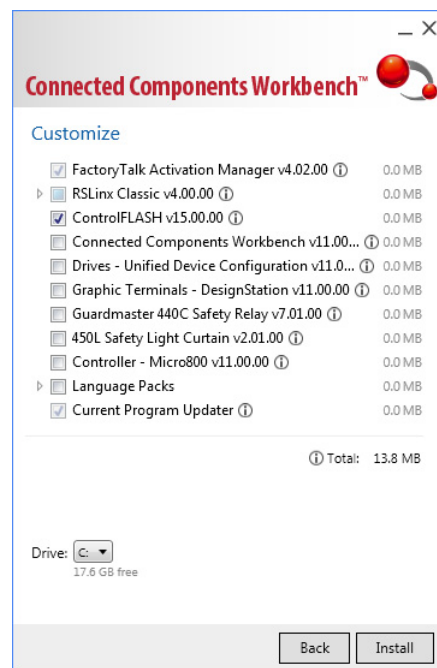 Connected Components Workbench™
Customize
FactoryTalk Activation Manager v4.02.00 0.0 MB
RSLinx Classic v4.00.00 0.0 MB
ControlFLASH v15.00.00 0.0 MB
Connected Components Workbench v11.00... 0.0 MB
Drives - Unified Device Configuration v11.0... 0.0 MB
Graphic Terminals - DesignStation v11.00.00 0.0 MB
Guardmaster 440C Safety Relay v7.01.00 0.0 MB
450L Safety Light Curtain v2.01.00 0.0 MB
Controller - Micro800 v11.00.00 0.0 MB
Language Packs 0.0 MB
Current Program Updater 0.0 MB
Total: 13.8 MB
Drive: C:
17.6 GB free
Back Install